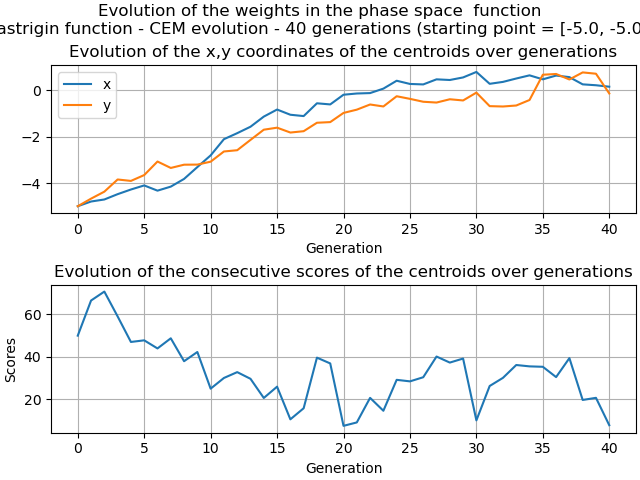 Evolution of the weights in the phase space  function
astrigin function - CEM evolution - 40 generations (starting point = [-5.0, -5.0
Evolution of the x,y coordinates of the centroids over generations
x
y
0
−2
−4
0 5 10 15 20 25 30 35 40
Generation
Evolution of the consecutive scores of the centroids over generations
Scores
60
40
20
0 5 10 15 20 25 30 35 40
Generation